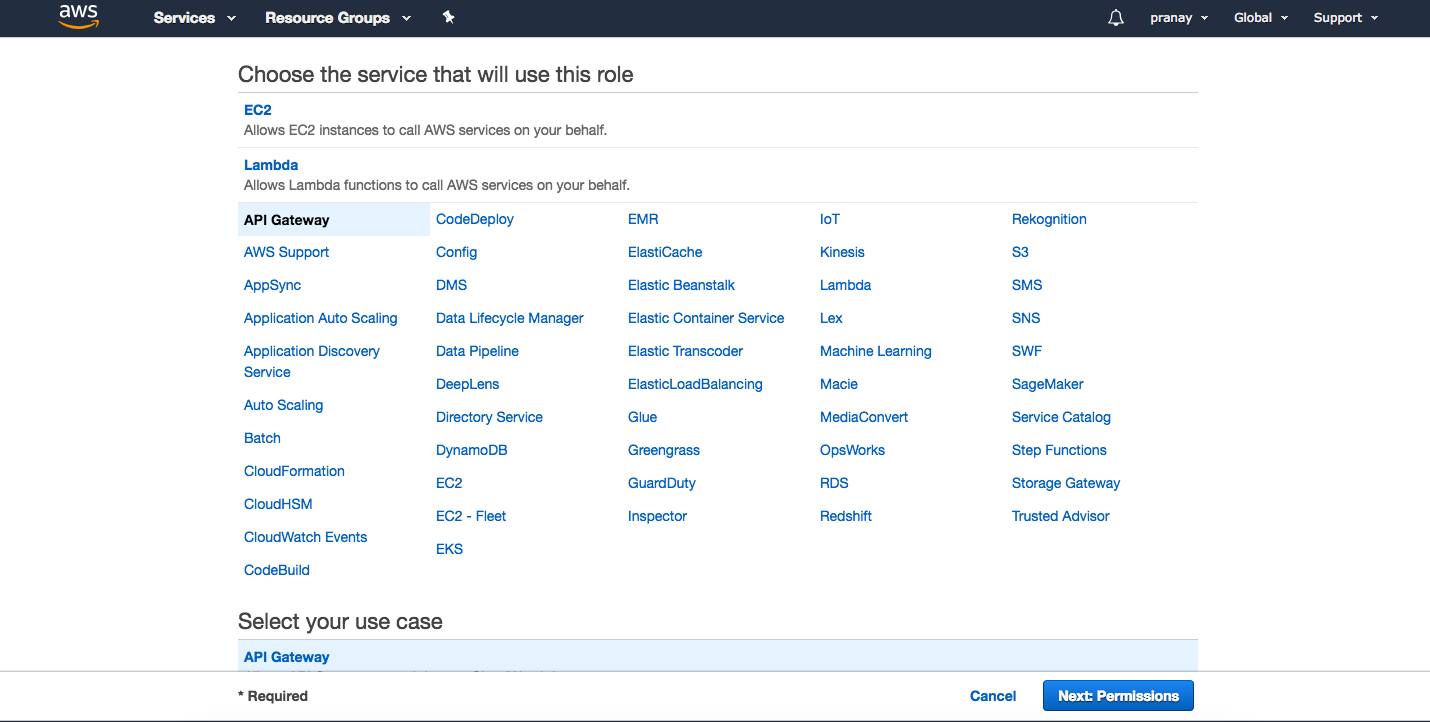 aws Services Resource Groups pranay Global Support
Choose the service that will use this role
EC2
Allows EC2 instances to call AWS services on your behalf.
Lambda
Allows Lambda functions to call AWS services on your behalf.
API Gateway CodeDeploy EMR IoT Rekognition
AWS Support Config ElastiCache Kinesis S3
AppSync DMS Elastic Beanstalk Lambda SMS
Application Auto Scaling Data Lifecycle Manager Elastic Container Service Lex SNS
Application Discovery Data Pipeline Elastic Transcoder Machine Learning SWF
Service
DeepLens ElasticLoadBalancing Macie SageMaker
Auto Scaling Directory Service Glue MediaConvert Service Catalog
Batch DynamoDB Greengrass OpsWorks Step Functions
CloudFormation EC2 GuardDuty RDS Storage Gateway
CloudHSM EC2 - Fleet Inspector Redshift Trusted Advisor
CloudWatch Events EKS
CodeBuild
Select your use case
API Gateway
* Required Cancel Next: Permissions